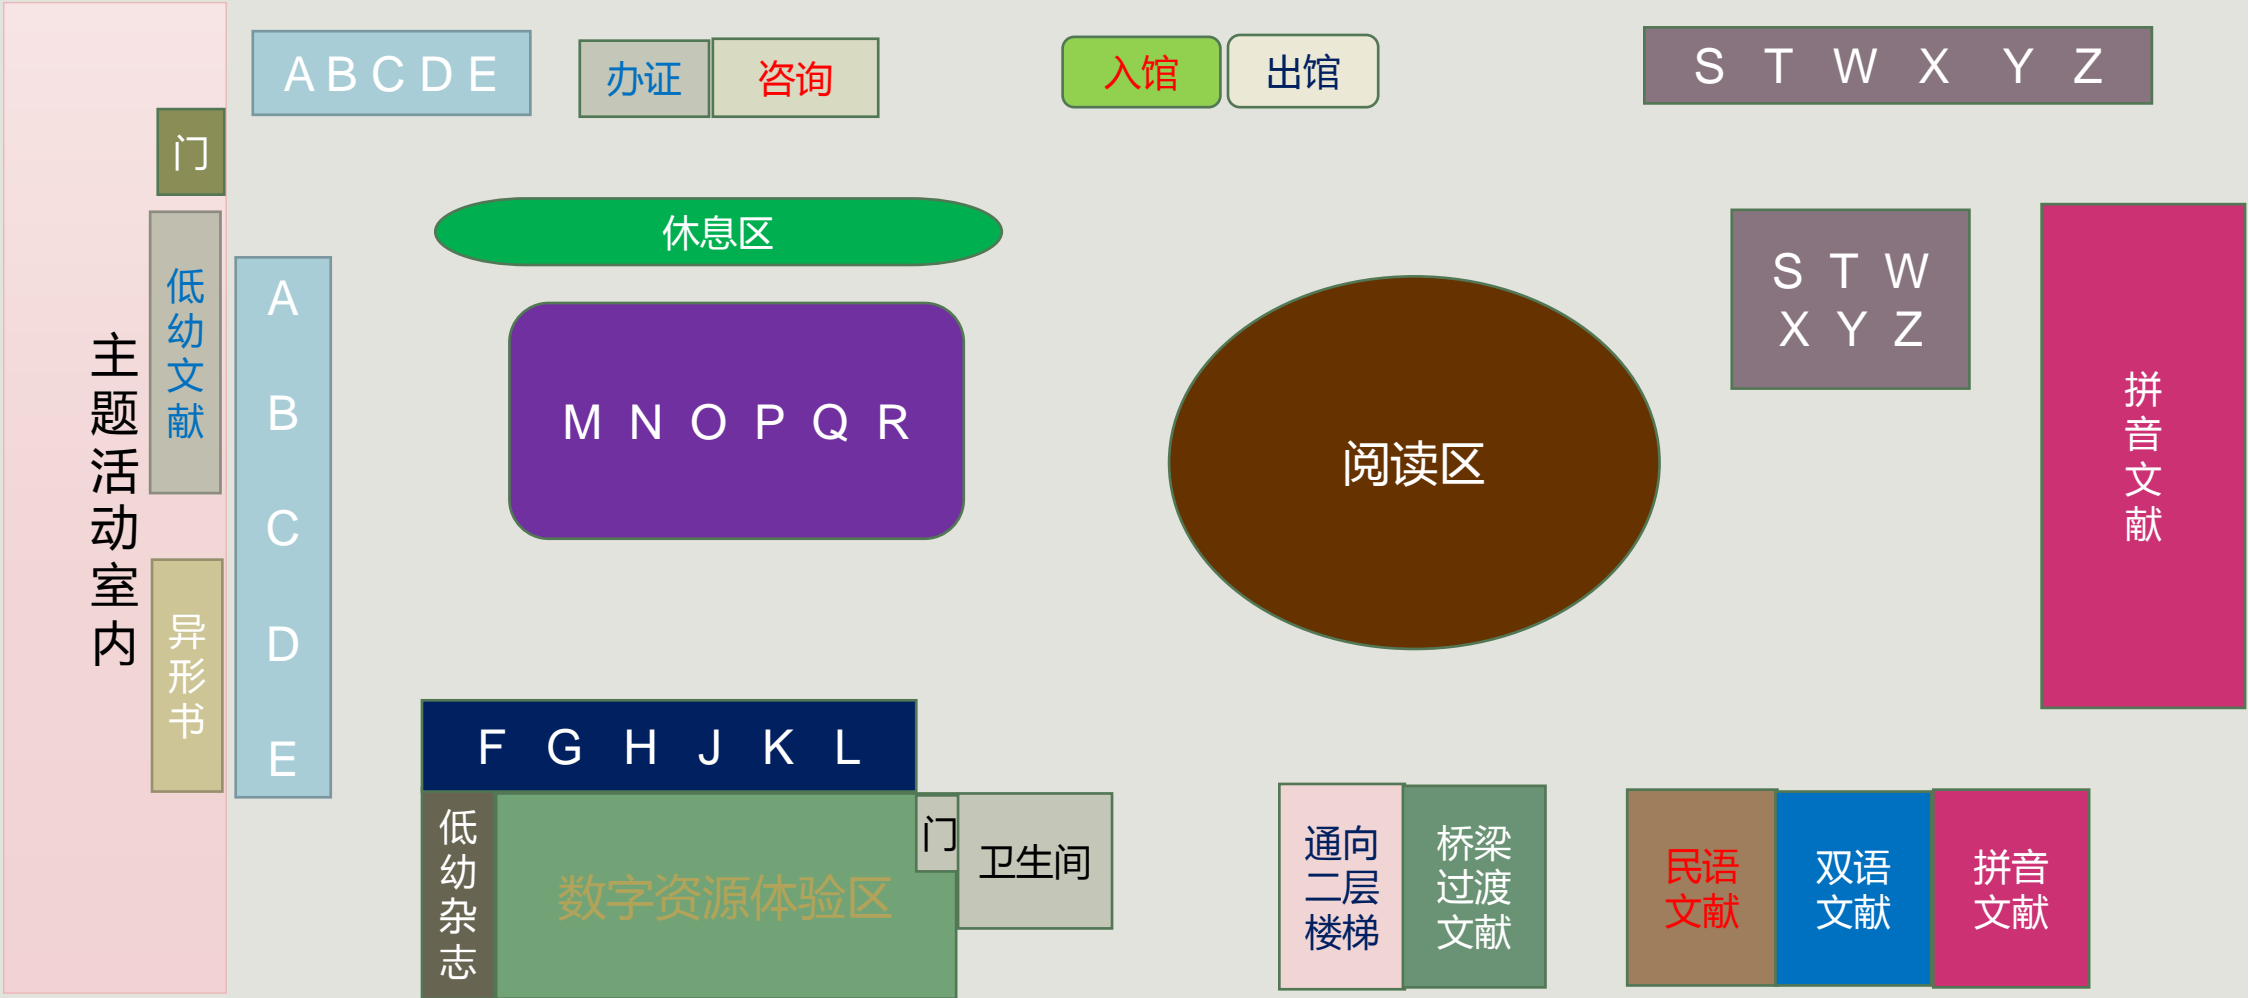 A B C D E
办证
咨询
入馆
出馆
S T W X Y Z
门
休息区
低幼文献
主题活动室内
异形书
A
B
C
D
E
M N O P Q R
阅读区
S T W
X Y Z
拼音文献
F G H J K L
低幼杂志
数字资源体验区
门
卫生间
通向
二层
楼梯
桥梁
过渡
文献
民语
文献
双语
文献
拼音
文献